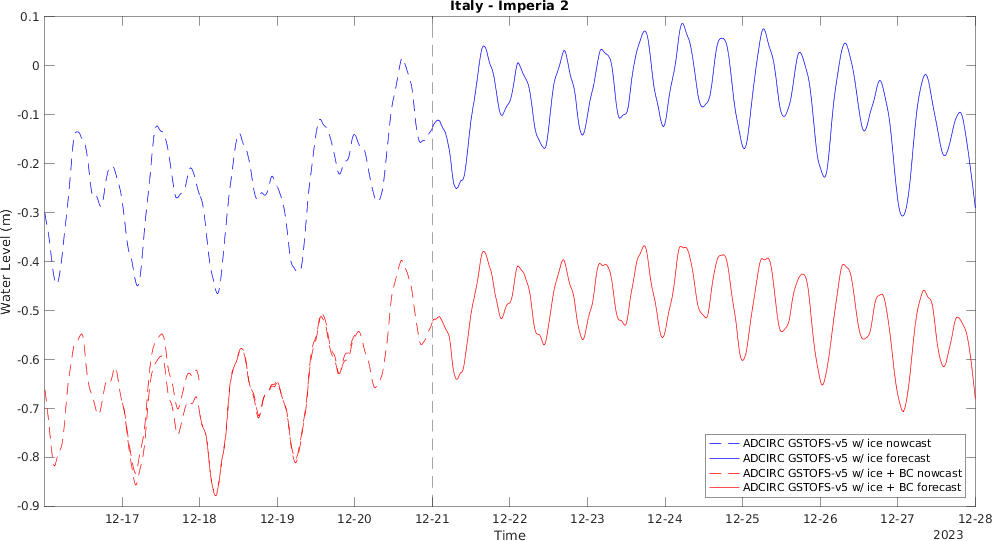 Italy - Imperia 2
0.1
0
-0.1
-0.2
-0.3
-0.4
-0.5
-0.6
-0.7
-0.8
-0.9
Water Level (m)
12-17 12-18 12-19 12-20 12-21 12-22 12-23 12-24 12-25 12-26 12-27 12-28
Time
2023
ADCIRC GSTOFS-v5 w/ ice nowcast
ADCIRC GSTOFS-v5 w/ ice forecast
ADCIRC GSTOFS-v5 w/ ice + BC nowcast
ADCIRC GSTOFS-v5 w/ ice + BC forecast